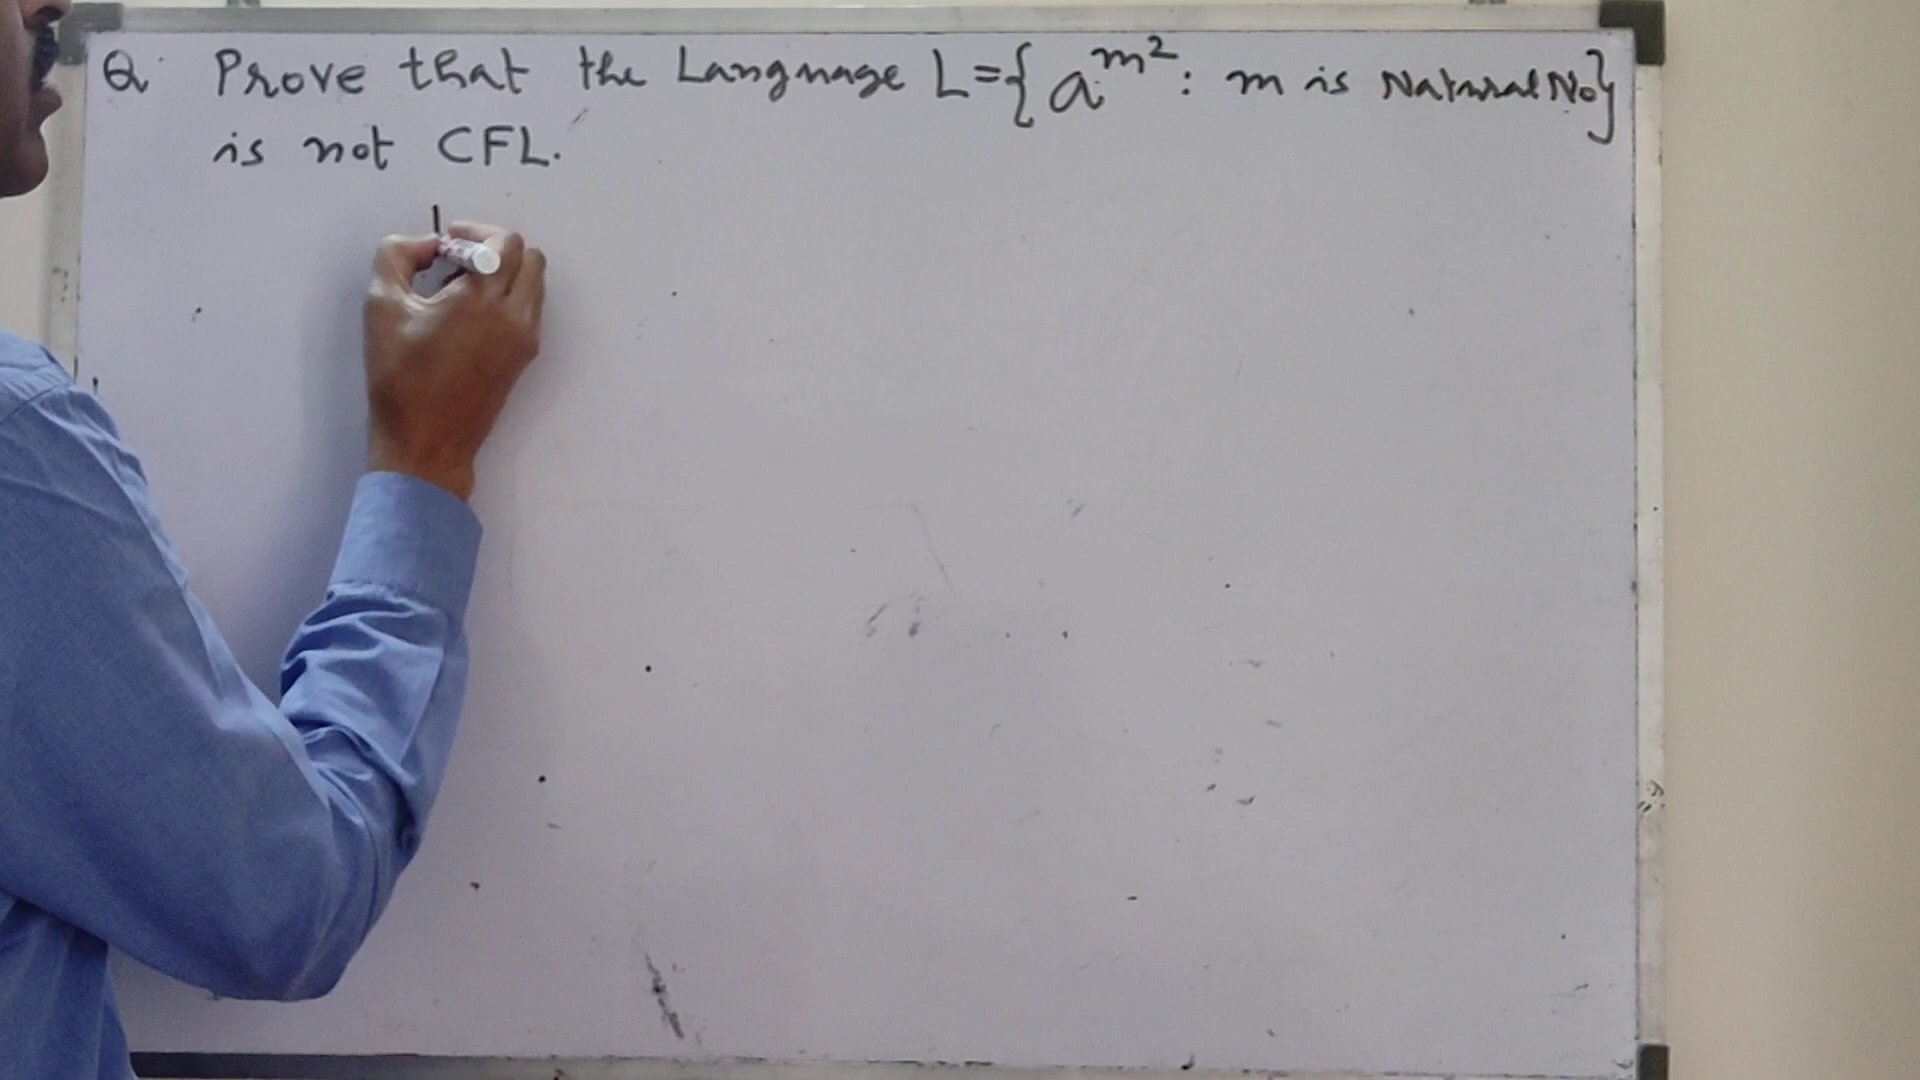 Q. Prove that the Language L={a^m²: m is Natural No}
is not CFL.